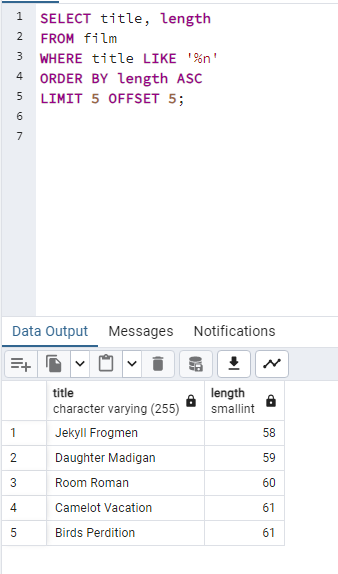 1 SELECT title, length
2 FROM film
3 WHERE title LIKE '%n'
4 ORDER BY length ASC
5 LIMIT 5 OFFSET 5;
6
7
Data Output Messages Notifications
title length
character varying (255) smallint
1 Jekyll Frogmen 58
2 Daughter Madigan 59
3 Room Roman 60
4 Camelot Vacation 61
5 Birds Perdition 61